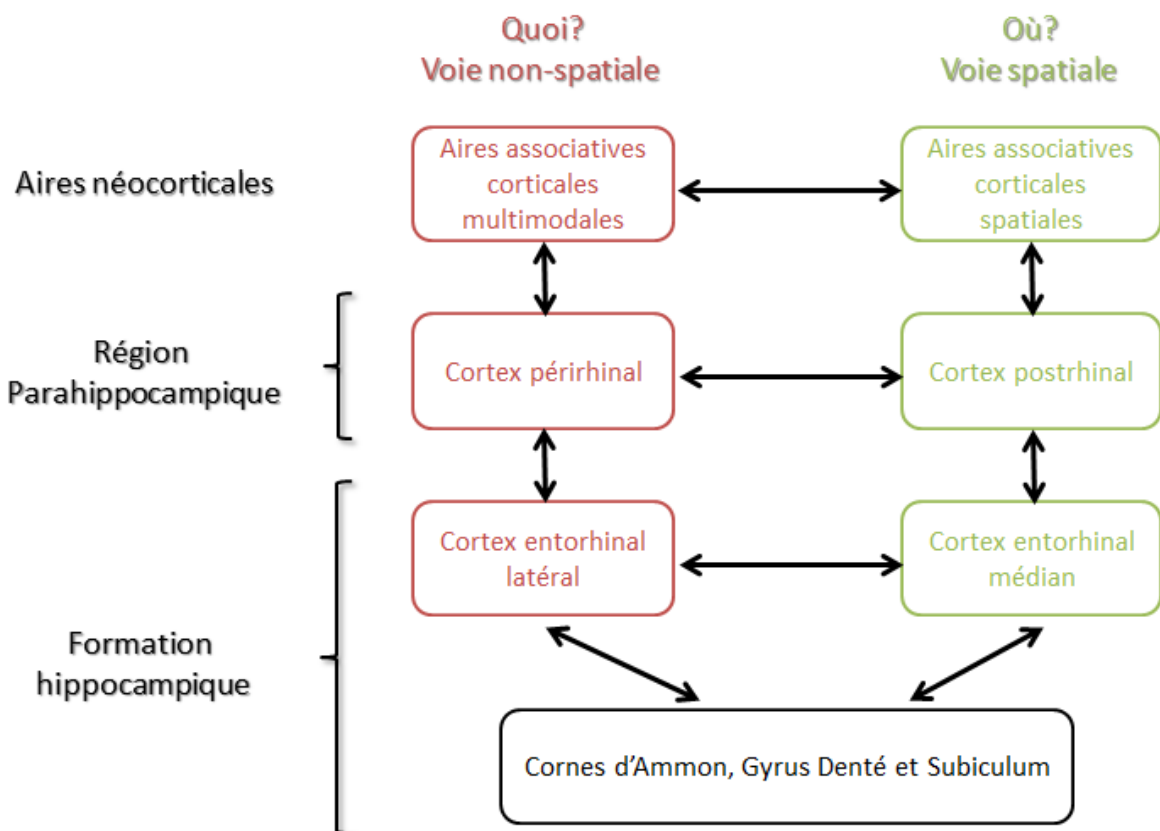 Quoi?
Voie non-spatiale
Où?
Voie spatiale
Aires néocorticales
Aires associatives
corticales
multimodales
Aires associatives
corticales
spatiales
Région
Parahippocampique
Cortex périrhinal
Cortex postrhinal
Formation
hippocampique
Cortex entorhinal
latéral
Cortex entorhinal
médian
Cornes d'Ammon, Gyrus Denté et Subiculum